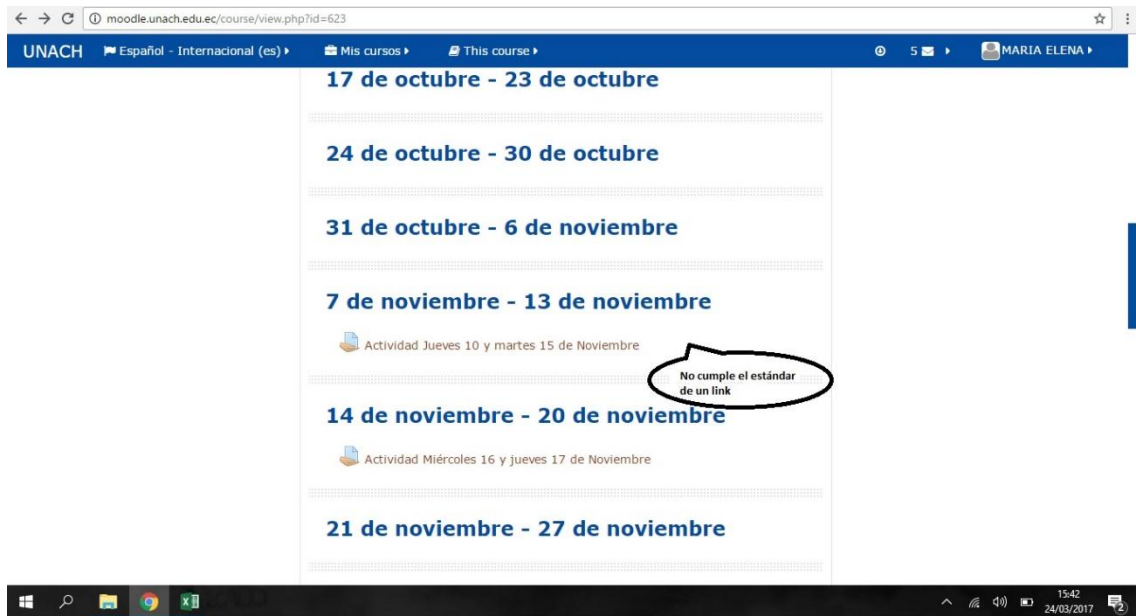 moodle.unach.edu.ec/course/view.php?id=623
UNACH Español - Internacional (es) Mis cursos This course 5 MARIA ELENA
17 de octubre - 23 de octubre
24 de octubre - 30 de octubre
31 de octubre - 6 de noviembre
7 de noviembre - 13 de noviembre
Actividad Jueves 10 y martes 15 de Noviembre
No cumple el estándar
de un link
14 de noviembre - 20 de noviembre
Actividad Miércoles 16 y jueves 17 de Noviembre
21 de noviembre - 27 de noviembre
15:42
24/03/2017
2